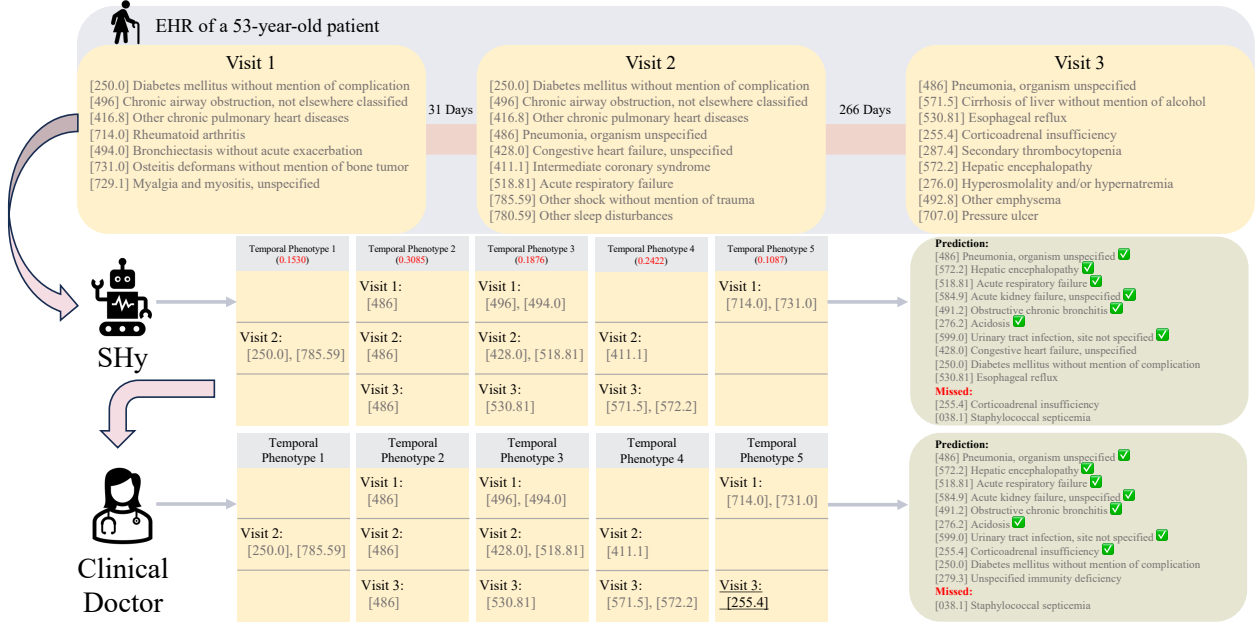 EHR of a 53-year-old patient
Visit 1
[250.0] Diabetes mellitus without mention of complication
[496] Chronic airway obstruction, not elsewhere classified
[416.8] Other chronic pulmonary heart diseases
[714.0] Rheumatoid arthritis
[494.0] Bronchiectasis without acute exacerbation
[731.0] Osteitis deformans without mention of bone tumor
[729.1] Myalgia and myositis, unspecified
31 Days
Visit 2
[250.0] Diabetes mellitus without mention of complication
[496] Chronic airway obstruction, not elsewhere classified
[416.8] Other chronic pulmonary heart diseases
[486] Pneumonia, organism unspecified
[428.0] Congestive heart failure, unspecified
[411.1] Intermediate coronary syndrome
[518.81] Acute respiratory failure
[785.59] Other shock without mention of trauma
[780.59] Other sleep disturbances
266 Days
Visit 3
[486] Pneumonia, organism unspecified
[571.5] Cirrhosis of liver without mention of alcohol
[530.81] Esophageal reflux
[255.4] Corticoadrenal insufficiency
[287.4] Secondary thrombocytopenia
[572.2] Hepatic encephalopathy
[276.0] Hyperosmolality and/or hypernatremia
[492.8] Other emphysema
[707.0] Pressure ulcer
SHy
Temporal Phenotype 1
(0.1530)
Temporal Phenotype 2
(0.3085)
Temporal Phenotype 3
(0.1876)
Temporal Phenotype 4
(0.2422)
Temporal Phenotype 5
(0.1087)
Visit 1:
[486]
Visit 1:
[496], [494.0]
Visit 1:
[714.0], [731.0]
Visit 2:
[250.0], [785.59]
Visit 2:
[486]
Visit 2:
[428.0], [518.81]
Visit 2:
[411.1]
Visit 3:
[486]
Visit 3:
[530.81]
Visit 3:
[571.5], [572.2]
Prediction:
[486] Pneumonia, organism unspecified ✅
[572.2] Hepatic encephalopathy ✅
[518.81] Acute respiratory failure ✅
[584.9] Acute kidney failure, unspecified ✅
[491.2] Obstructive chronic bronchitis ✅
[276.2] Acidosis ✅
[599.0] Urinary tract infection, site not specified ✅
[428.0] Congestive heart failure, unspecified
[250.0] Diabetes mellitus without mention of complication
[530.81] Esophageal reflux
Missed:
[255.4] Corticoadrenal insufficiency
[038.1] Staphylococcal septicemia
Clinical
Doctor
Temporal
Phenotype 1
Temporal
Phenotype 2
Temporal
Phenotype 3
Temporal
Phenotype 4
Temporal
Phenotype 5
Visit 1:
[486]
Visit 1:
[496], [494.0]
Visit 1:
[714.0], [731.0]
Visit 2:
[250.0], [785.59]
Visit 2:
[486]
Visit 2:
[428.0], [518.81]
Visit 2:
[411.1]
Visit 3:
[486]
Visit 3:
[530.81]
Visit 3:
[571.5], [572.2]
Visit 3:
[255.4]
Prediction:
[486] Pneumonia, organism unspecified ✅
[572.2] Hepatic encephalopathy ✅
[518.81] Acute respiratory failure ✅
[584.9] Acute kidney failure, unspecified ✅
[491.2] Obstructive chronic bronchitis ✅
[276.2] Acidosis ✅
[599.0] Urinary tract infection, site not specified ✅
[255.4] Corticoadrenal insufficiency ✅
[250.0] Diabetes mellitus without mention of complication
[279.3] Unspecified immunity deficiency
Missed:
[038.1] Staphylococcal septicemia